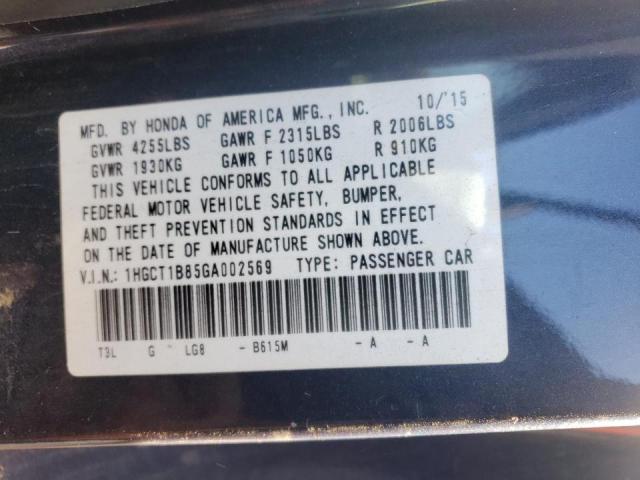 MFD. BY HONDA OF AMERICA MFG., INC. 10/'15
GVWR 4255LBS GAWR F 2315LBS R 2006LBS
GVWR 1930KG GAWR F 1050KG R 910KG
THIS VEHICLE CONFORMS TO ALL APPLICABLE
FEDERAL MOTOR VEHICLE SAFETY, BUMPER,
AND THEFT PREVENTION STANDARDS IN EFFECT
ON THE DATE OF MANUFACTURE SHOWN ABOVE.
V.I.N.: 1HGCT1B85GA002569 TYPE: PASSENGER CAR
T3L G - LG8 - B615M - A - A